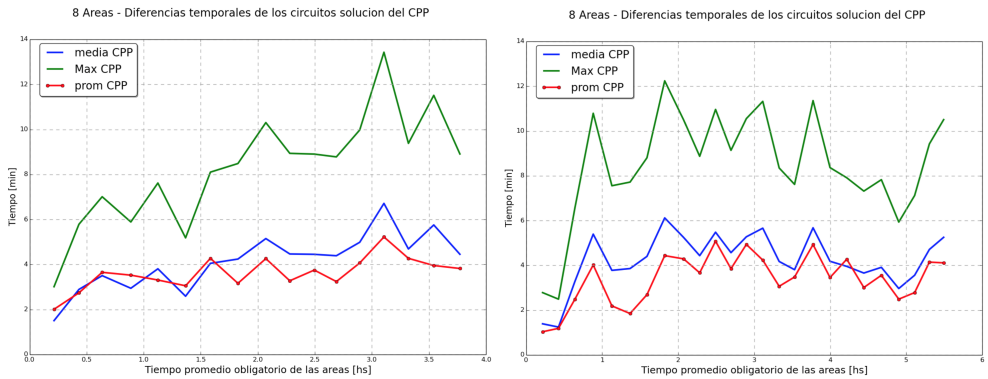 8 Areas - Diferencias temporales de los circuitos solucion del CPP
media CPP
Max CPP
prom CPP
Tiempo [min]
14
12
10
8
6
4
2
0
0.0 0.5 1.0 1.5 2.0 2.5 3.0 3.5 4.0
Tiempo promedio obligatorio de las areas [hs]
8 Areas - Diferencias temporales de los circuitos solucion del CPP
media CPP
Max CPP
prom CPP
Tiempo [min]
14
12
10
8
6
4
2
0
0 1 2 3 4 5 6
Tiempo promedio obligatorio de las areas [hs]